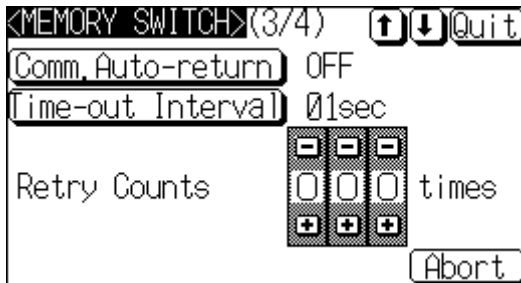 <MEMORY SWITCH>(3/4) ↑ ↓ Quit
Comm.Auto-return OFF
Time-out Interval 01sec
- - -
Retry Counts 000 times
+ + +
Abort